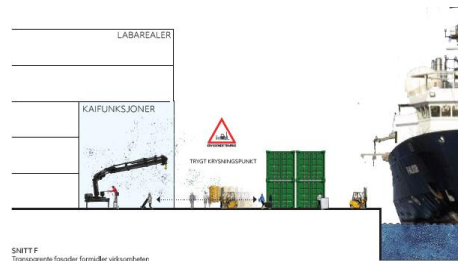 LABAREALER
KAIFUNKSJONER
TRYGT KRYSNINGSPUNKT
SNITT F
Transparente fasader formidler virksomheten